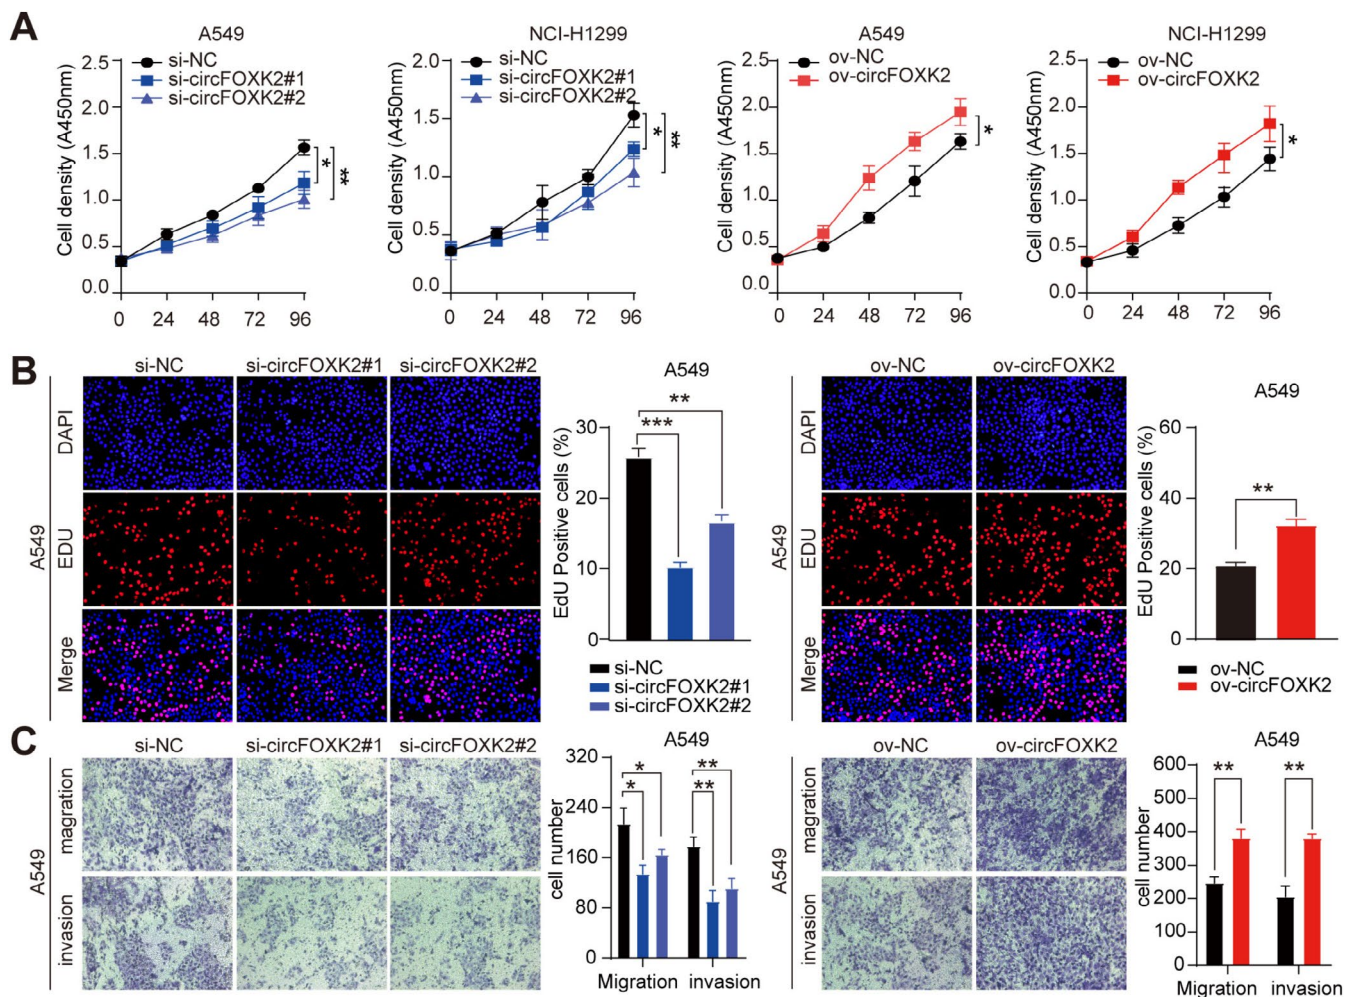 A
A549
si-NC
si-circFOXK2#1
si-circFOXK2#2
Cell density (A450nm)
2.5
2.0
1.5
1.0
0.5
0.0
0 24 48 72 96
*
**
NCI-H1299
si-NC
si-circFOXK2#1
si-circFOXK2#2
Cell density (A450nm)
2.0
1.5
1.0
0.5
0.0
0 24 48 72 96
*
**
A549
ov-NC
ov-circFOXK2
Cell density (A450nm)
2.5
2.0
1.5
1.0
0.5
0.0
0 24 48 72 96
*
NCI-H1299
ov-NC
ov-circFOXK2
Cell density (A450nm)
2.5
2.0
1.5
1.0
0.5
0.0
0 24 48 72 96
*
B
si-NC si-circFOXK2#1 si-circFOXK2#2
A549
DAPI
EDU
Merge
A549
EdU Positive cells (%)
30
20
10
0
**
***
si-NC
si-circFOXK2#1
si-circFOXK2#2
ov-NC ov-circFOXK2
A549
A549
EdU Positive cells (%)
60
40
20
0
**
ov-NC
ov-circFOXK2
C
si-NC si-circFOXK2#1 si-circFOXK2#2
A549
magration
invasion
A549
cell number
320
240
160
80
0
* **
* **
Migration invasion
ov-NC ov-circFOXK2
A549
magration
invasion
A549
cell number
600
500
400
300
200
100
0
** **
Migration invasion